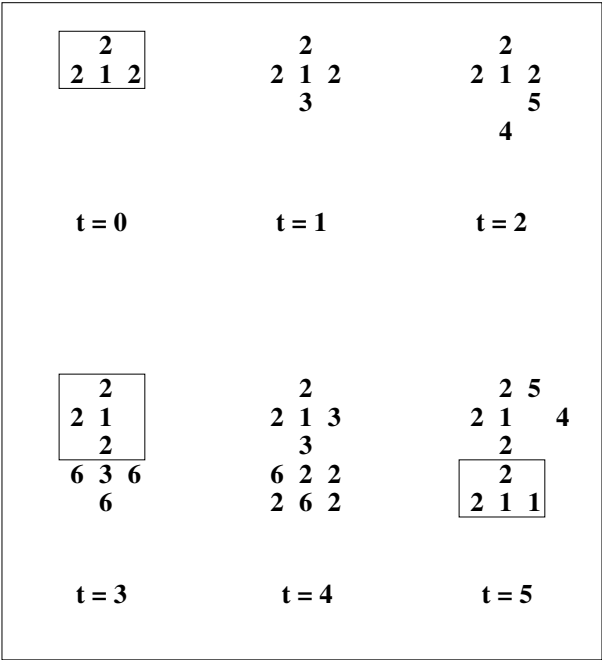 2 2 2
2 1 2 2 1 2 2 1 2
3 5
4
t = 0 t = 1 t = 2
2 2 2 5
2 1 2 1 3 2 1 4
2 3 2
6 3 6 6 2 2 2
6 2 6 2 2 1 1
t = 3 t = 4 t = 5